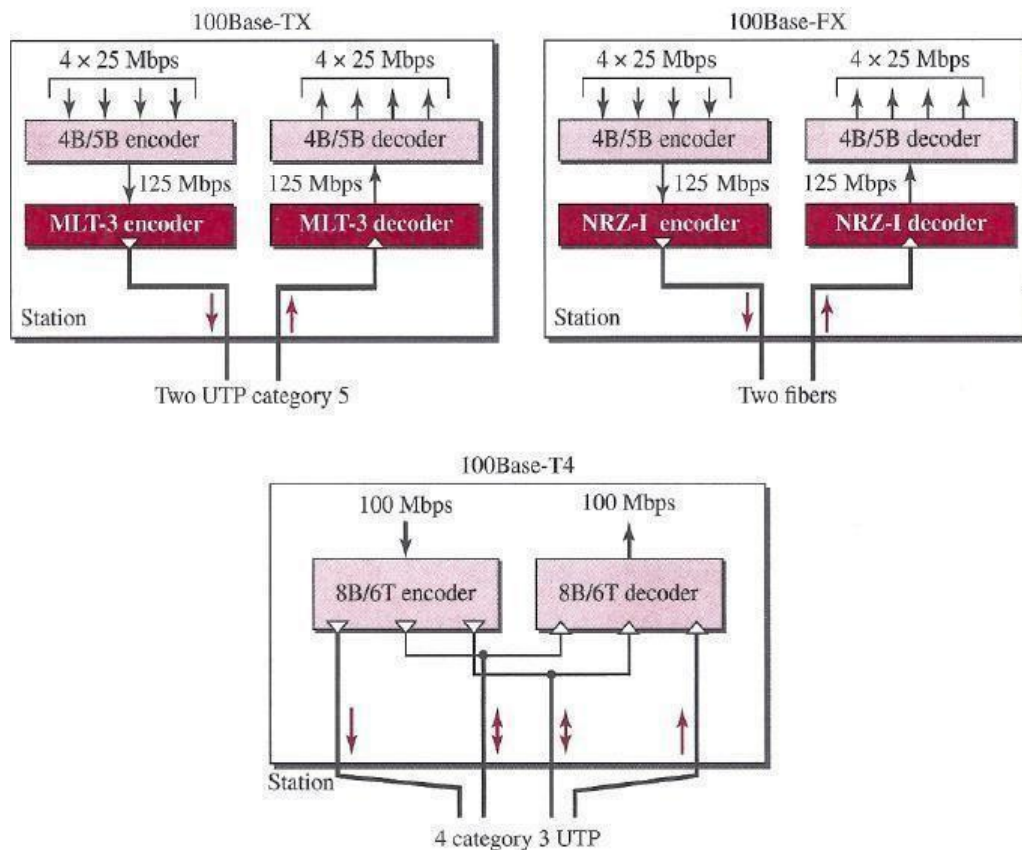 100Base-TX
4 × 25 Mbps
4 × 25 Mbps
4B/5B encoder
4B/5B decoder
125 Mbps
125 Mbps
MLT-3 encoder
MLT-3 decoder
Station
Two UTP category 5
100Base-FX
4 × 25 Mbps
4 × 25 Mbps
4B/5B encoder
4B/5B decoder
125 Mbps
125 Mbps
NRZ-I encoder
NRZ-I decoder
Station
Two fibers
100Base-T4
100 Mbps
100 Mbps
8B/6T encoder
8B/6T decoder
Station
4 category 3 UTP